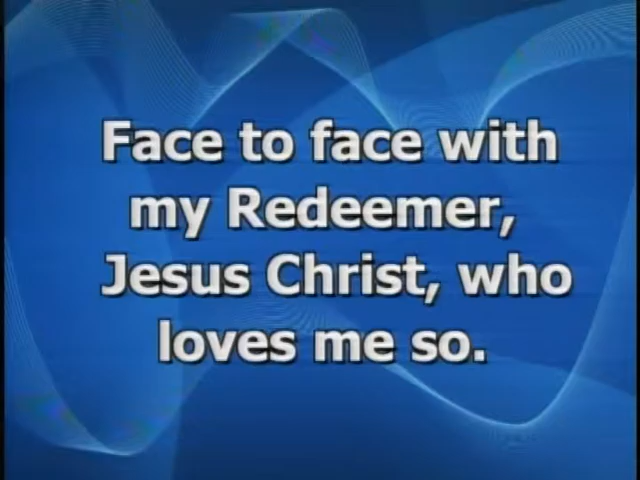 Face to face with
my Redeemer,
Jesus Christ, who
loves me so.